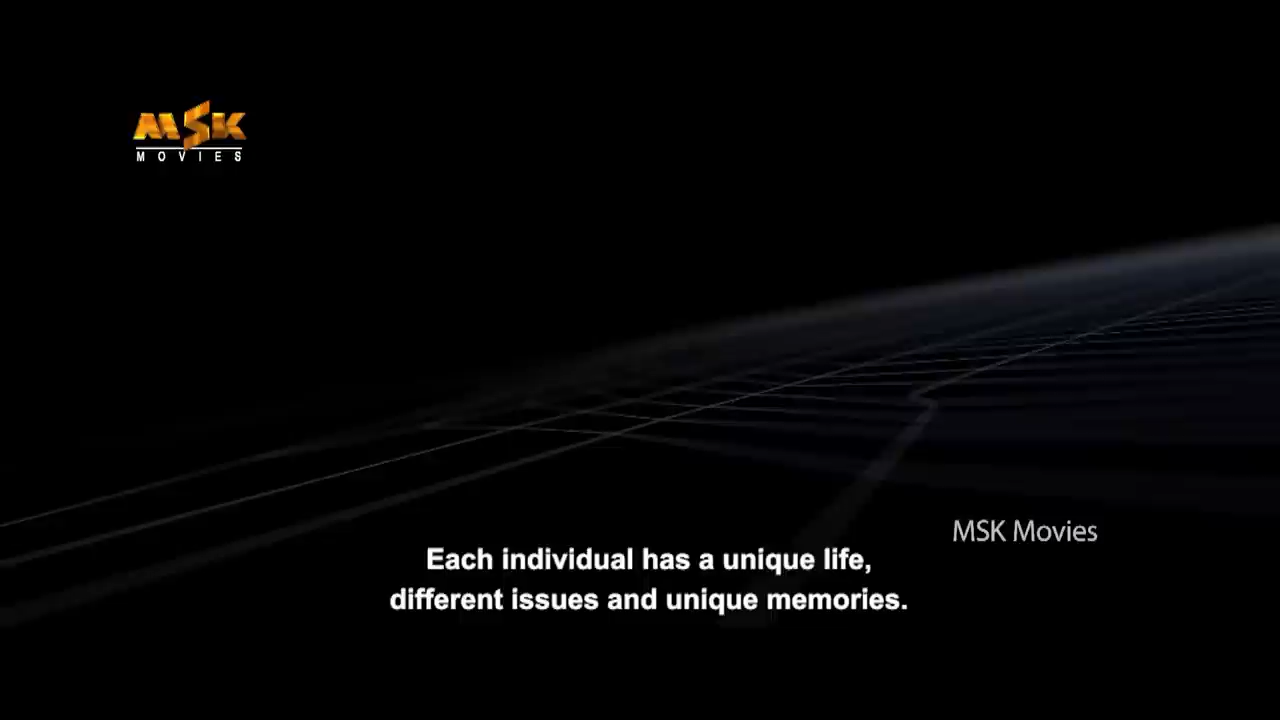 MSK
MOVIES
MSK Movies
Each individual has a unique life,
different issues and unique memories.